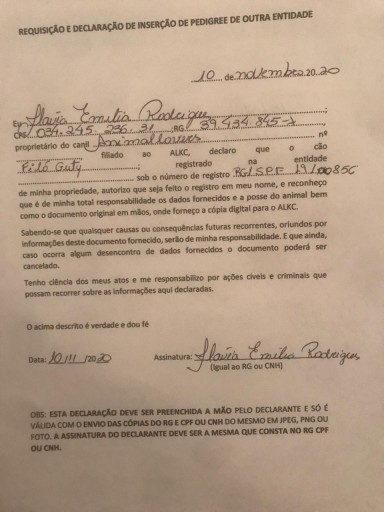 REQUISIÇÃO E DECLARAÇÃO DE INSERÇÃO DE PEDIGREE DE OUTRA ENTIDADE
10 de novembro 20 20
Eu Flavia Emilia Rodrigues
CPF 034.245.236-31 ;RG 39.434.845-x
proprietário do canil Animallovers nº
filiado ao ALKC, declaro que o cão
Filó Guty registrado na entidade
sob o número de registro RG/SPF 19/00856
de minha propriedade, autorizo que seja feito o registro em meu nome, e reconheço
que é de minha total responsabilidade os dados fornecidos e a posse do animal bem
como o documento original em mãos, onde forneço a cópia digital para o ALKC.
Sabendo-se que quaisquer causas ou consequências futuras recorrentes, oriundos por
informações deste documento fornecido, serão de minha responsabilidade. E que ainda,
caso ocorra algum desencontro de dados fornecidos o documento poderá ser
cancelado.
Tenho ciência dos meus atos e me responsabilizo por ações cíveis e criminais que
possam recorrer sobre as informações aqui declaradas.
O acima descrito é verdade e dou fé
Data: 10/11/2020 Assinatura: Flavia Emilia Rodrigues
(igual ao RG ou CNH)
OBS: ESTA DECLARAÇÃO DEVE SER PREENCHIDA A MÃO PELO DECLARANTE E SÓ É
VÁLIDA COM O ENVIO DAS CÓPIAS DO RG E CPF OU CNH DO MESMO EM JPEG, PNG OU
FOTO. A ASSINATURA DO DECLARANTE DEVE SER A MESMA QUE CONSTA NO RG CPF
OU CNH.